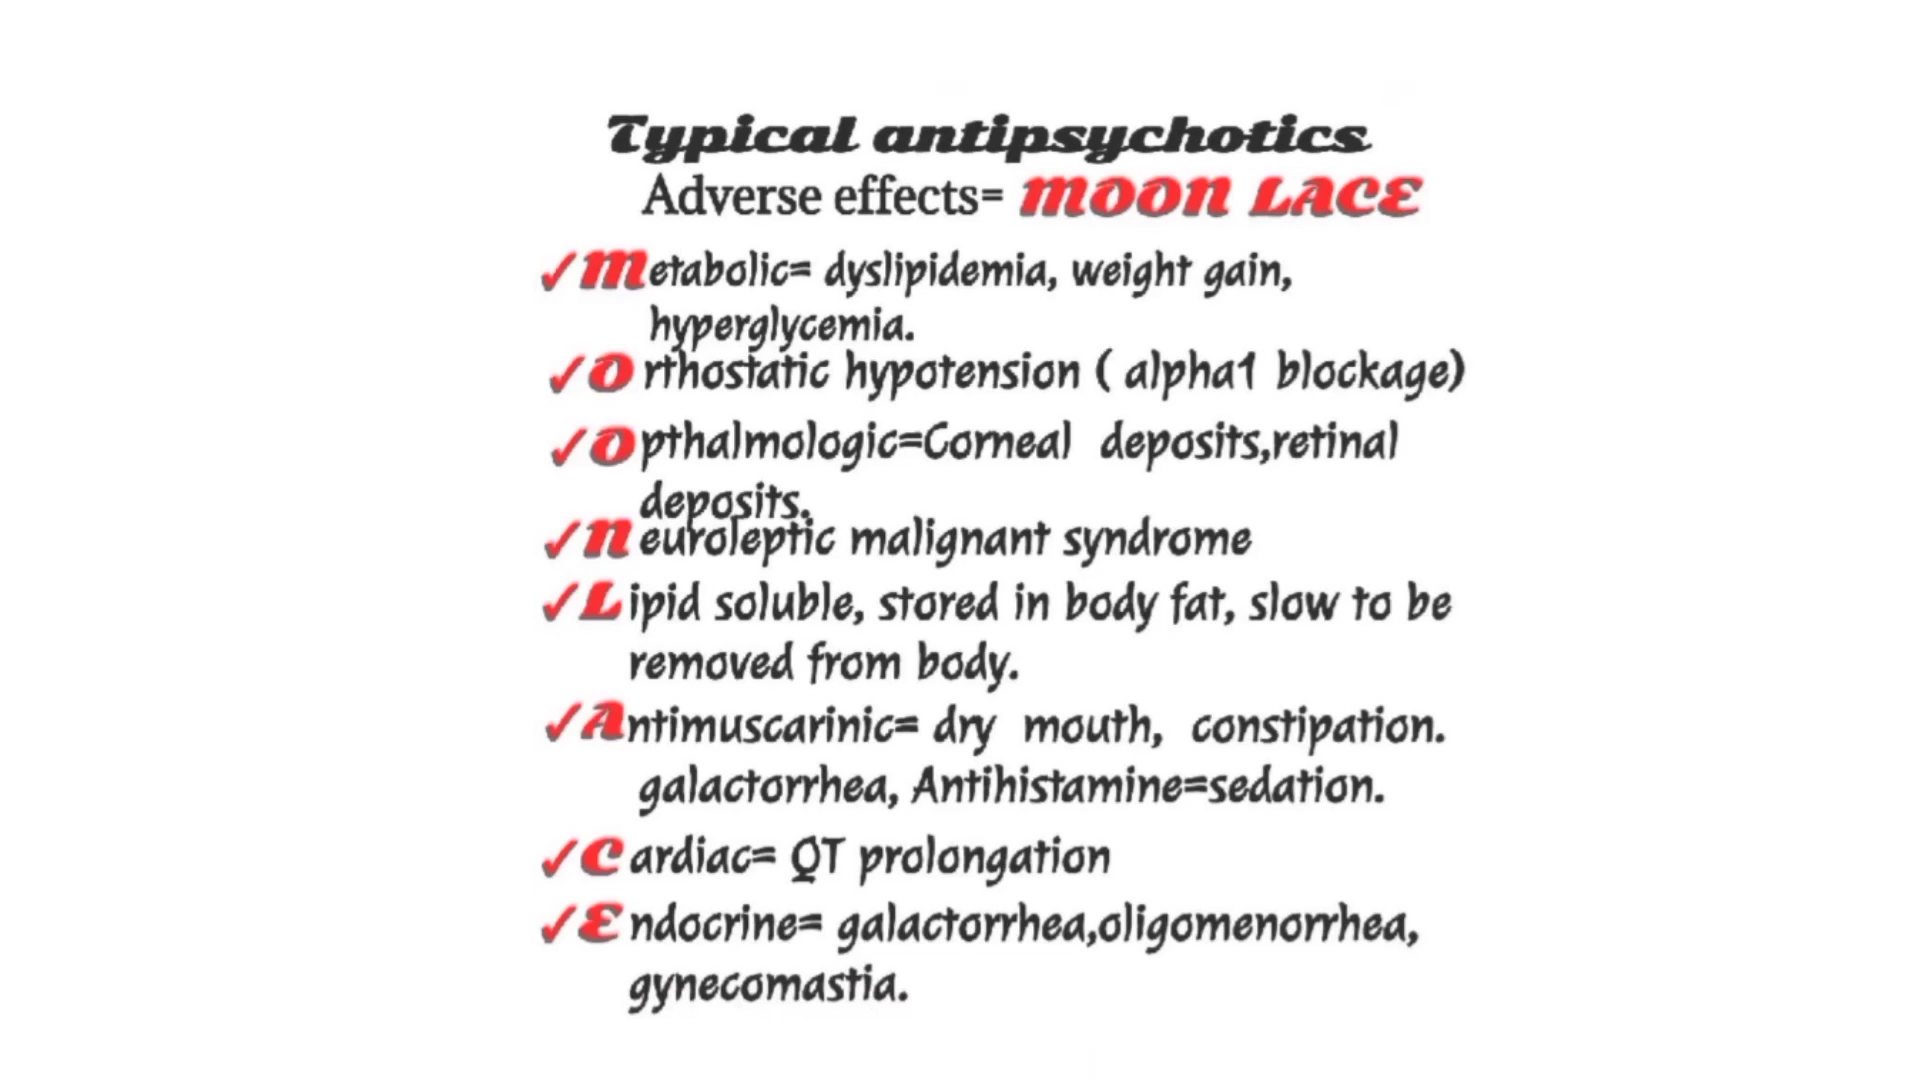 Typical antipsychotics
Adverse effects= MOON LACE
✓Metabolic= dyslipidemia, weight gain,
hyperglycemia.
✓Orthostatic hypotension ( alpha1 blockage)
✓Opthalmologic=Corneal deposits,retinal
deposits.
✓Neuroleptic malignant syndrome
✓Lipid soluble, stored in body fat, slow to be
removed from body.
✓Antimuscarinic= dry mouth, constipation.
galactorrhea, Antihistamine=sedation.
✓Cardiac= QT prolongation
✓Endocrine= galactorrhea,oligomenorrhea,
gynecomastia.